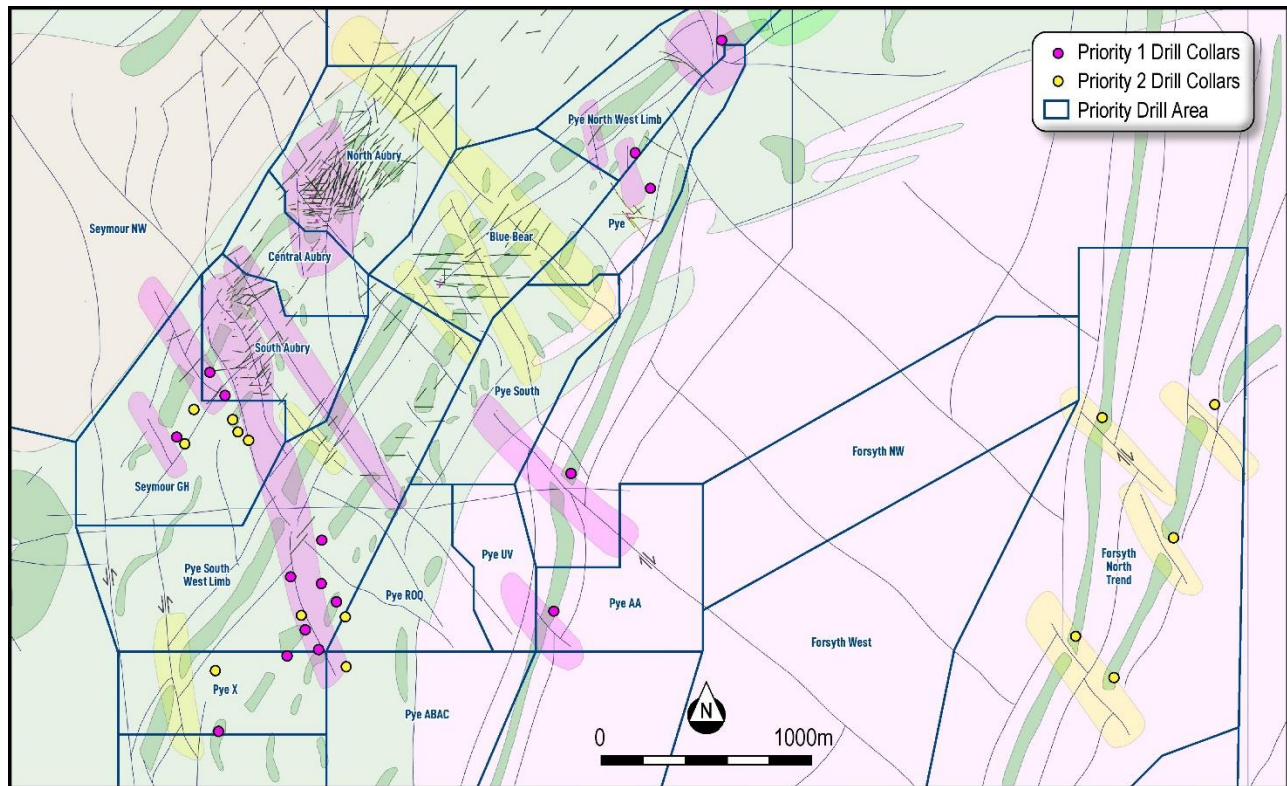 Priority 1 Drill Collars
Priority 2 Drill Collars
Priority Drill Area
Pye North West Limb
North Aubry
Seymour NW
Pye
Blue Bear
Central Aubry
South Aubry
Pye South
Forsyth NW
Seymour GH
Pye UV
Forsyth
North
Trend
Pye South
West Limb
Pye ROQ
Pye AA
Forsyth West
Pye X
Pye ABAC
N
0 1000m